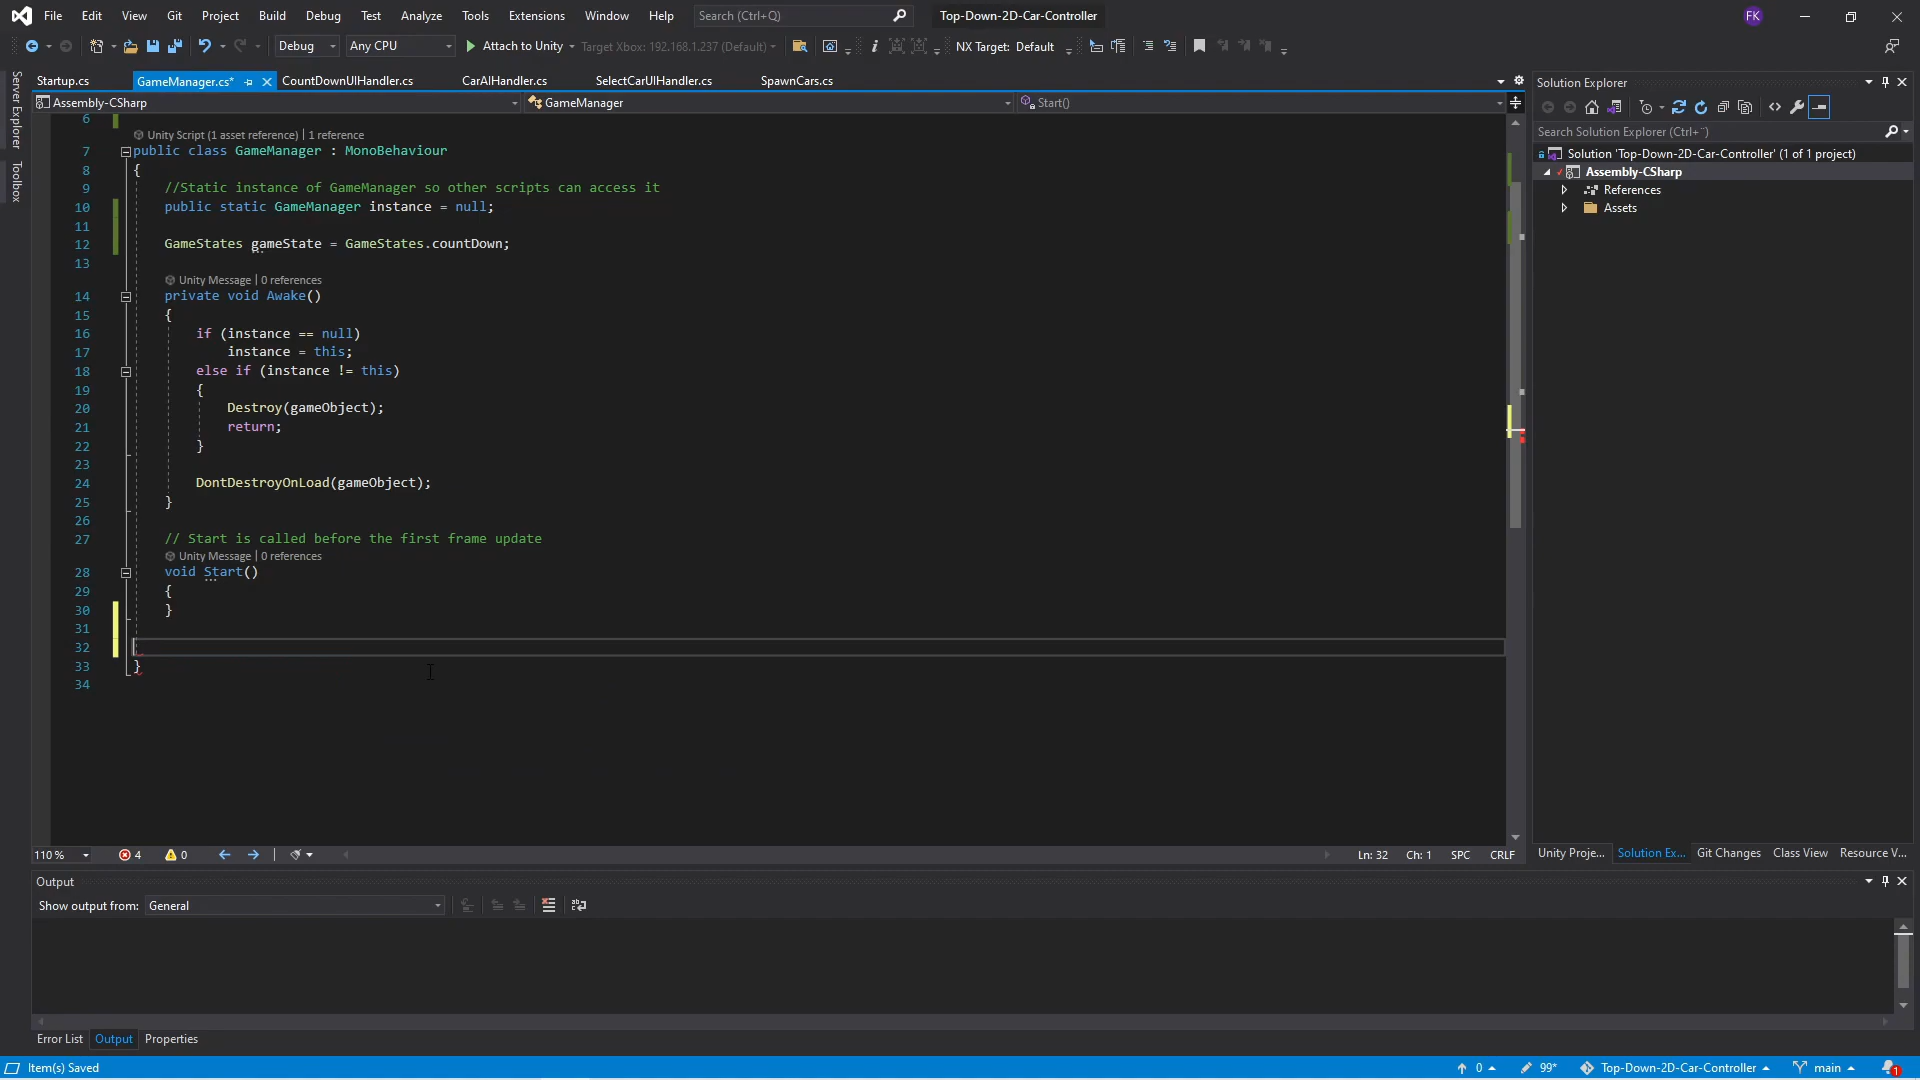 File Edit View Git Project Build Debug Test Analyze Tools Extensions Window Help Search (Ctrl+Q) Top-Down-2D-Car-Controller FK
Debug Any CPU Attach to Unity Target Xbox: 192.168.1.237 (Default) NX Target: Default
Server Explorer
Toolbox
Startup.cs GameManager.cs* CountDownUIHandler.cs CarAIHandler.cs SelectCarUIHandler.cs SpawnCars.cs
Assembly-CSharp GameManager Start()
6
Unity Script (1 asset reference) | 1 reference
7 public class GameManager : MonoBehaviour
8 {
9 //Static instance of GameManager so other scripts can access it
10 public static GameManager instance = null;
11
12 GameStates gameState = GameStates.countDown;
13
Unity Message | 0 references
14 private void Awake()
15 {
16 if (instance == null)
17 instance = this;
18 else if (instance != this)
19 {
20 Destroy(gameObject);
21 return;
22 }
23
24 DontDestroyOnLoad(gameObject);
25 }
26
27 // Start is called before the first frame update
Unity Message | 0 references
28 void Start()
29 {
30 }
31
32
33 }
34
110 % 4 0 Ln: 32 Ch: 1 SPC CRLF
Solution Explorer
Search Solution Explorer (Ctrl+¨)
Solution 'Top-Down-2D-Car-Controller' (1 of 1 project)
Assembly-CSharp
References
Assets
Unity Proje... Solution Ex... Git Changes Class View Resource V...
Output
Show output from: General
Error List Output Properties
Item(s) Saved 0 99* Top-Down-2D-Car-Controller main 1